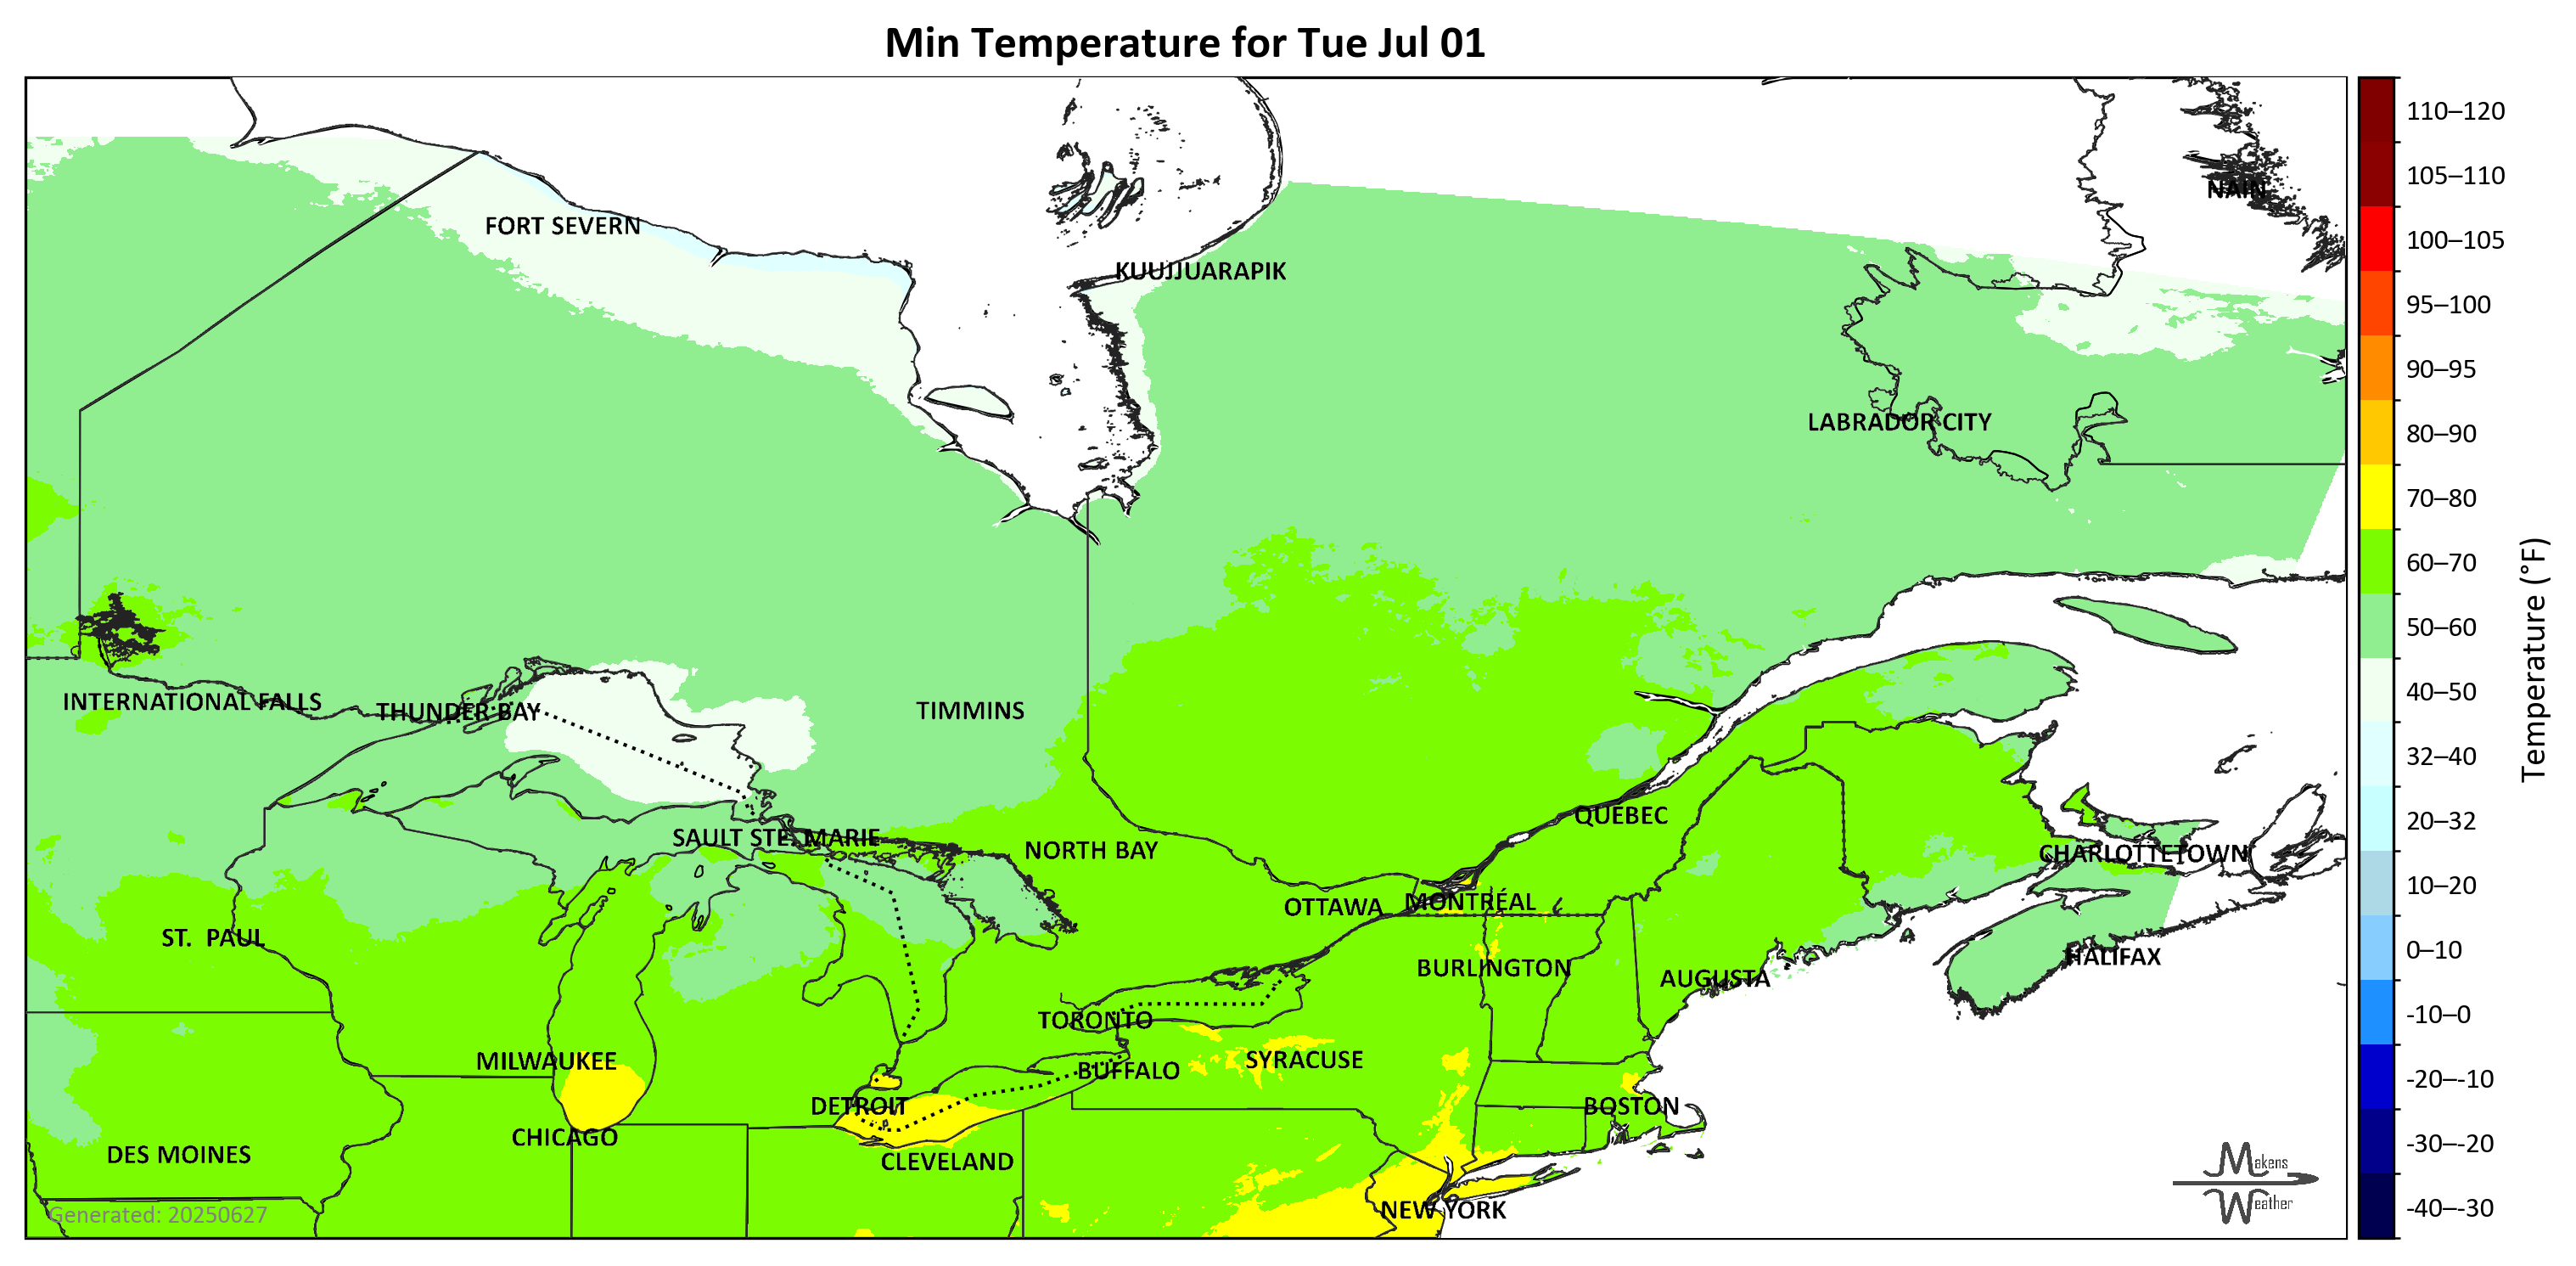 Min Temperature for Tue Jul 01
NAIN
FORT SEVERN
KUUJJUARAPIK
LABRADOR CITY
INTERNATIONAL FALLS
THUNDER BAY
TIMMINS
QUÉBEC
SAULT STE. MARIE
NORTH BAY
CHARLOTTETOWN
OTTAWA
MONTRÉAL
ST.  PAUL
HALIFAX
BURLINGTON
AUGUSTA
TORONTO
MILWAUKEE
SYRACUSE
BUFFALO
DETROIT
BOSTON
CHICAGO
DES MOINES
CLEVELAND
NEW YORK
Generated: 20250627
Makens
Weather
110–120
105–110
100–105
95–100
90–95
80–90
70–80
60–70
50–60
40–50
32–40
20–32
10–20
0–10
-10–0
-20–-10
-30–-20
-40–-30
Temperature (°F)